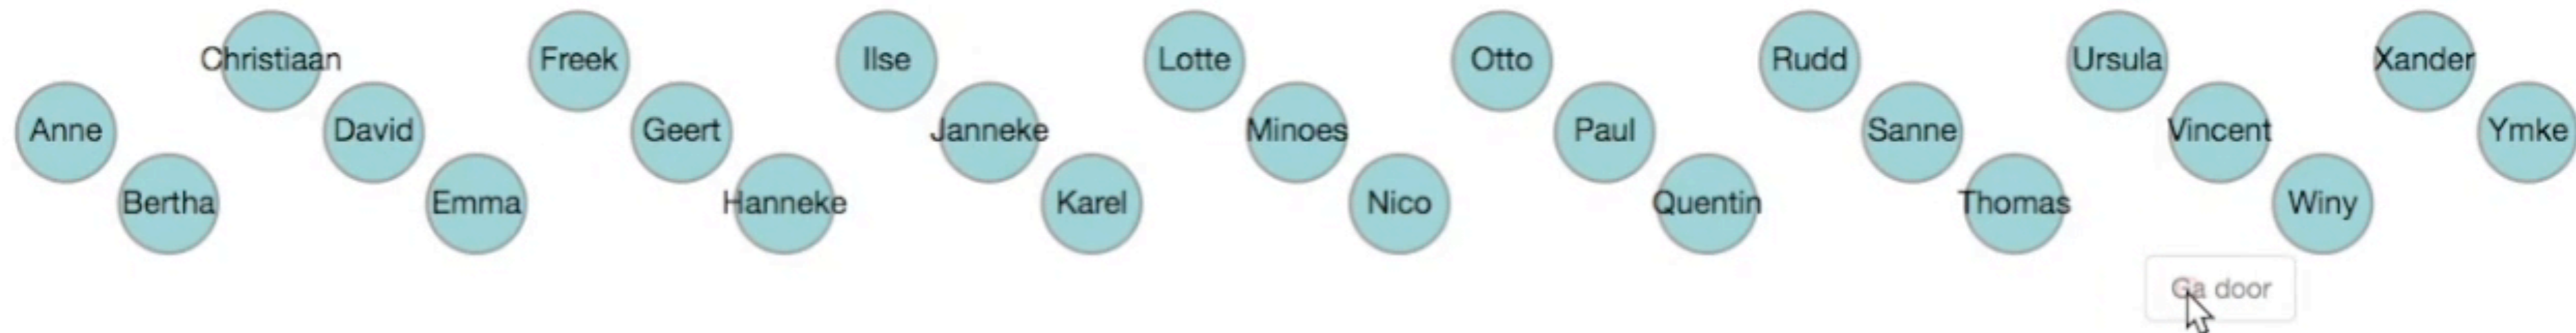 Christiaan Freek Ilse Lotte Otto Rudd Ursula Xander
Anne David Geert Janneke Minoes Paul Sanne Vincent Ymke
Bertha Emma Hanneke Karel Nico Quentin Thomas Winy
Ga door